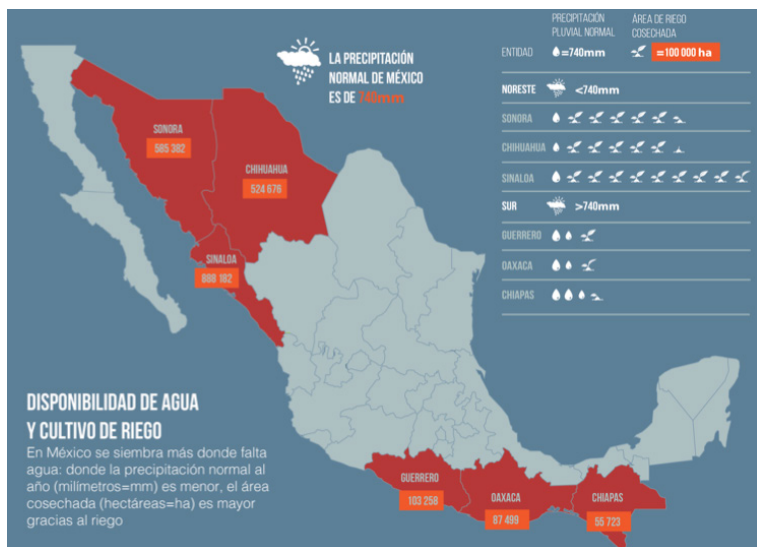 LA PRECIPITACIÓN
NORMAL DE MÉXICO
ES DE 740mm
PRECIPITACIÓN
PLUVIAL NORMAL
ÁREA DE RIEGO
COSECHADA
ENTIDAD
=740mm
=100 000 ha
NORESTE <740mm
SONORA
CHIHUAHUA
SINALOA
SUR >740mm
GUERRERO
OAXACA
CHIAPAS
SONORA
565 382
CHIHUAHUA
524 676
SINALOA
888 182
GUERRERO
103 258
OAXACA
87 499
CHIAPAS
55 723
DISPONIBILIDAD DE AGUA
Y CULTIVO DE RIEGO
En México se siembra más donde falta
agua: donde la precipitación normal al
año (milímetros=mm) es menor, el área
cosechada (hectáreas=ha) es mayor
gracias al riego